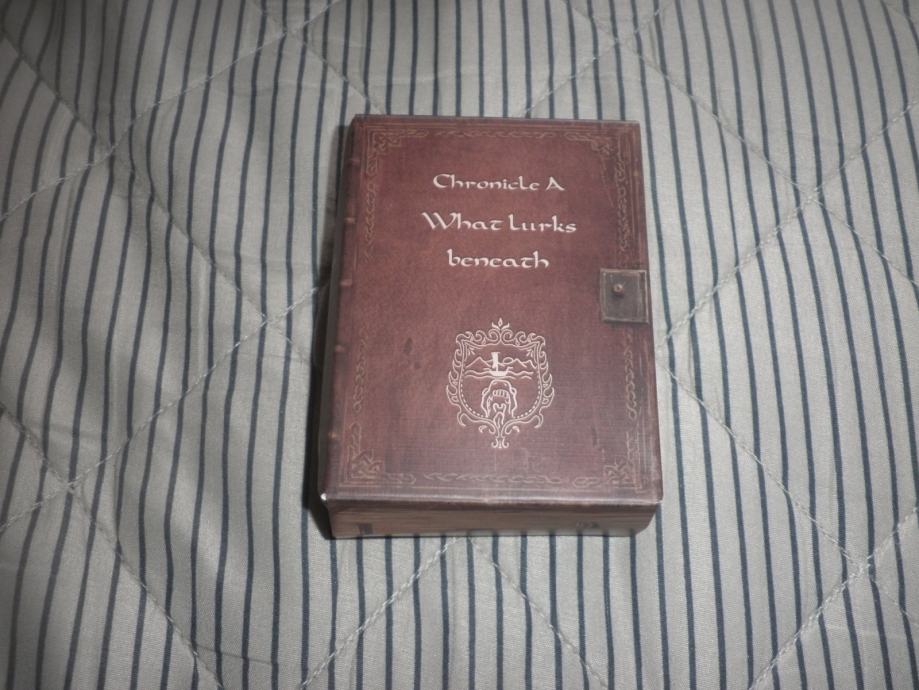 Chronicle A
What Lurks
beneath